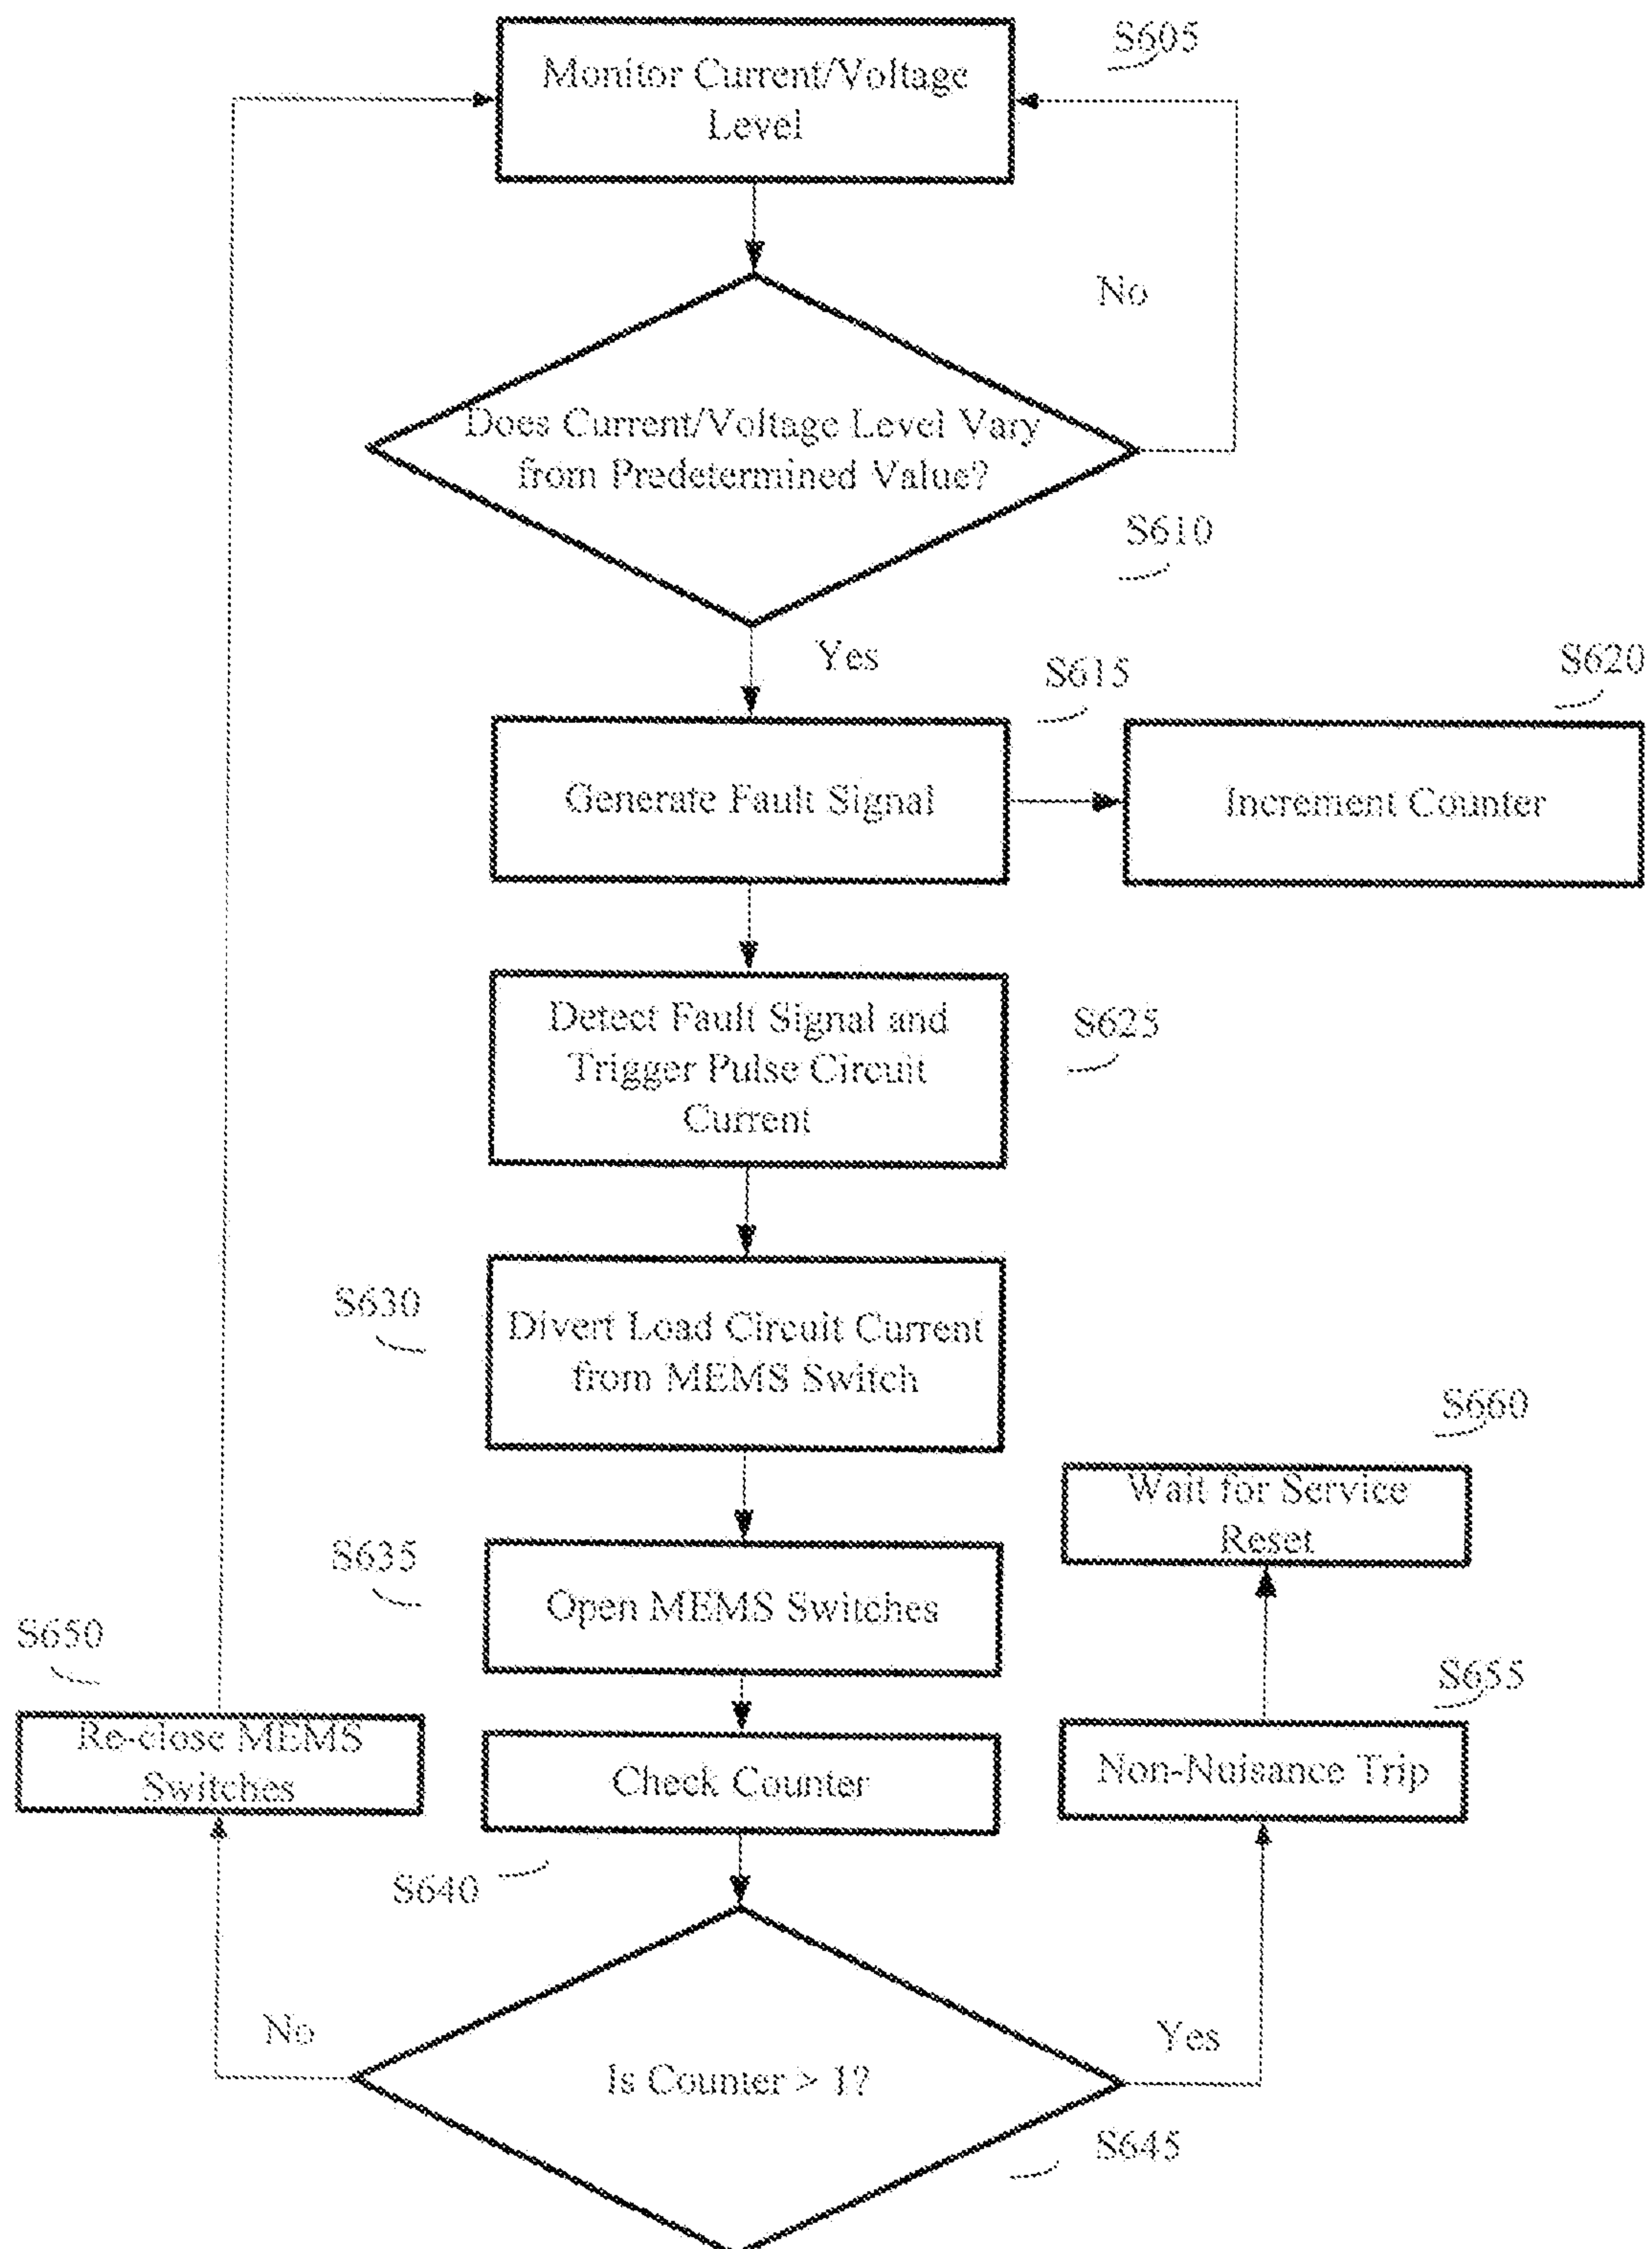 S605
Monitor Current/Voltage
Level
No
Does Current/Voltage Level Vary
from Predetermined Value?
S610
Yes
S615
S620
Generate Fault Signal
Increment Counter
Detect Fault Signal and
Trigger Pulse Circuit
Current
S625
S630
Divert Load Circuit Current
from MEMS Switch
S660
Wait for Service
Reset
S635
Open MEMS Switches
S650
S655
Re-close MEMS
Switches
Check Counter
Non-Nuisance Trip
S640
No
Yes
Is Counter > 1?
S645